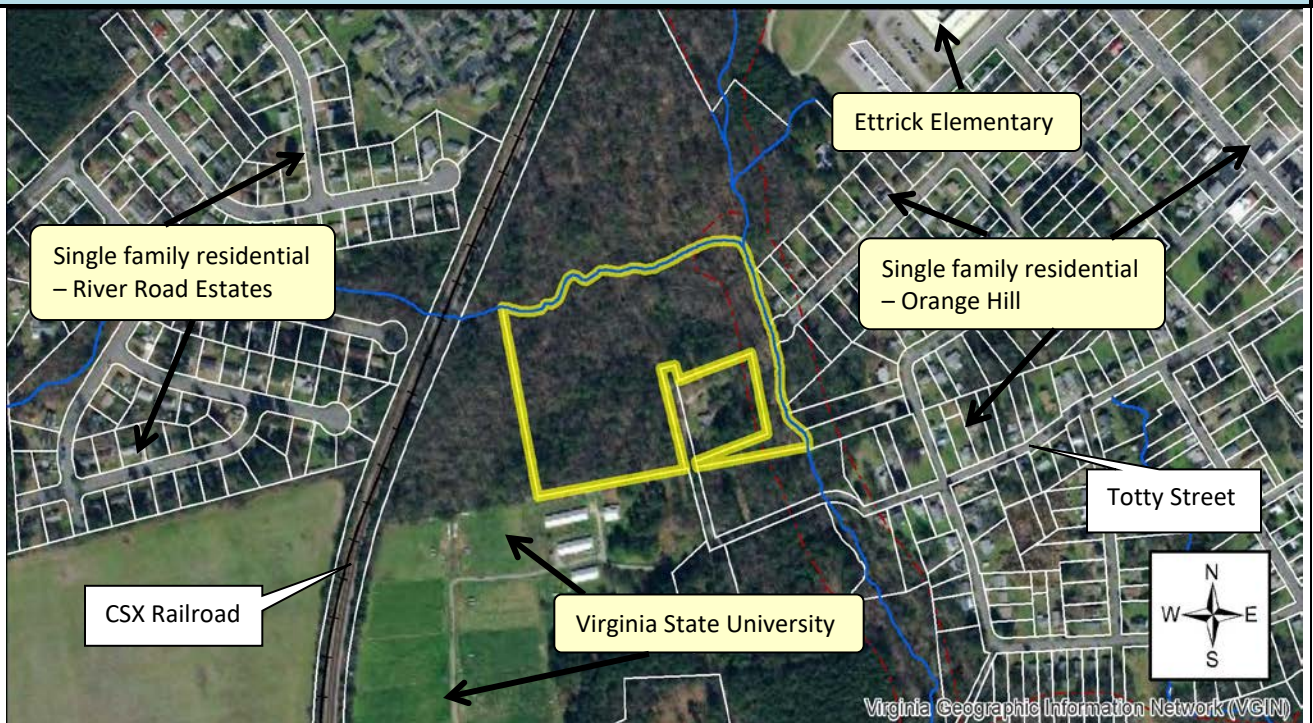 Ettrick Elementary
Single family residential
– River Road Estates
Single family residential
– Orange Hill
Totty Street
CSX Railroad
Virginia State University
N
W E
S
Virginia Geographic Information Network (VGIN)